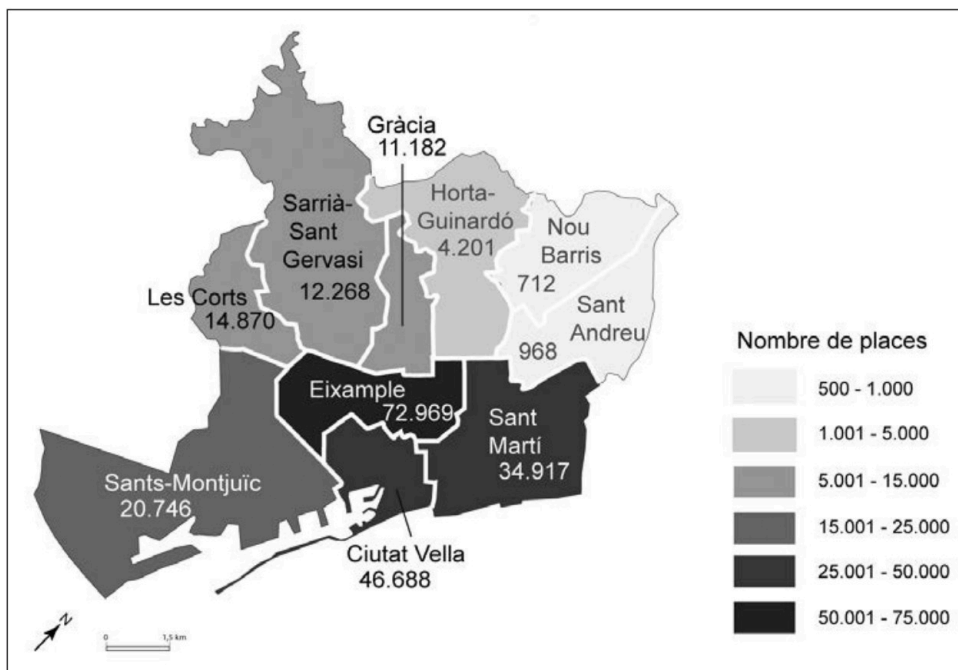 Gràcia
11.182
Horta-
Guinardó
4.201
Sarrià-
Sant
Gervasi
12.268
Nou
Barris
712
Sant
Andreu
968
Les Corts
14.870
Eixample
72.969
Sant
Martí
34.917
Sants-Montjuïc
20.746
Ciutat Vella
46.688
N
0 1,5 km
Nombre de places
500 - 1.000
1.001 - 5.000
5.001 - 15.000
15.001 - 25.000
25.001 - 50.000
50.001 - 75.000